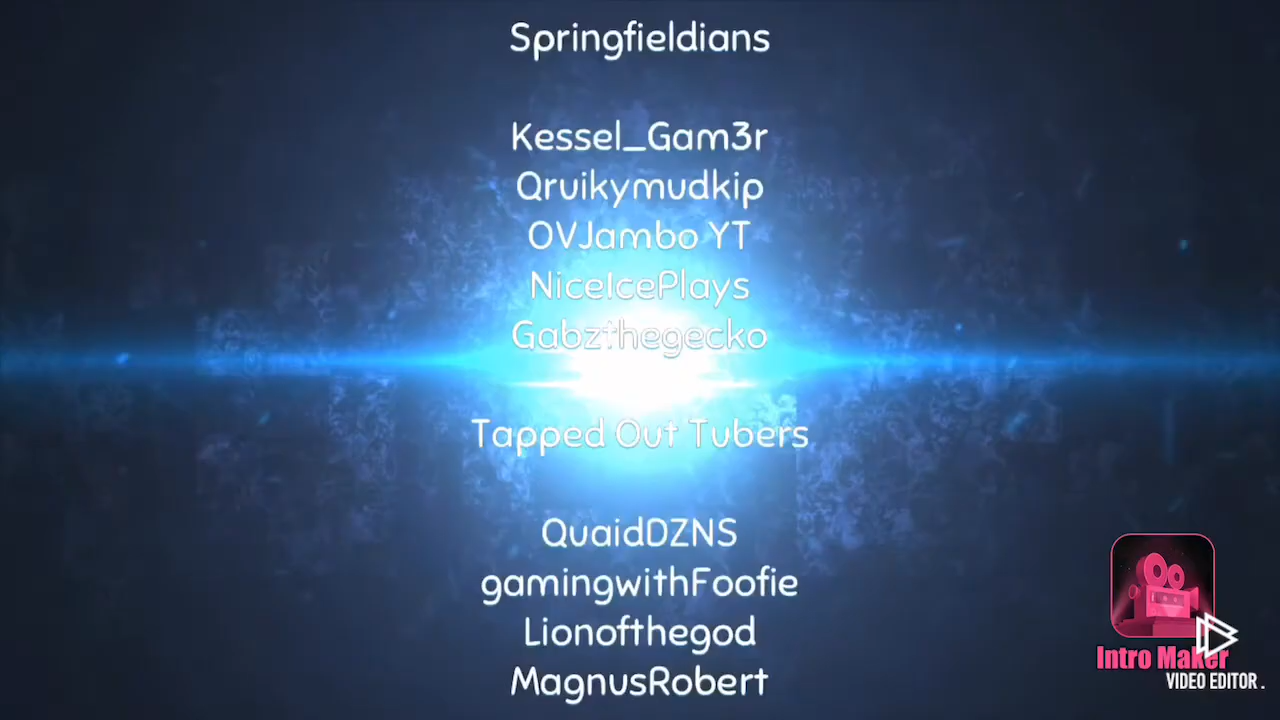 Springfieldians
Kessel_Gam3r
Qruikymudkip
OVJambo YT
NiceIcePlays
Gabzthegecko
Tapped Out Tubers
QuaidDZNS
gamingwithFoofie
Lionofthegod
MagnusRobert
Intro Maker
VIDEO EDITOR .